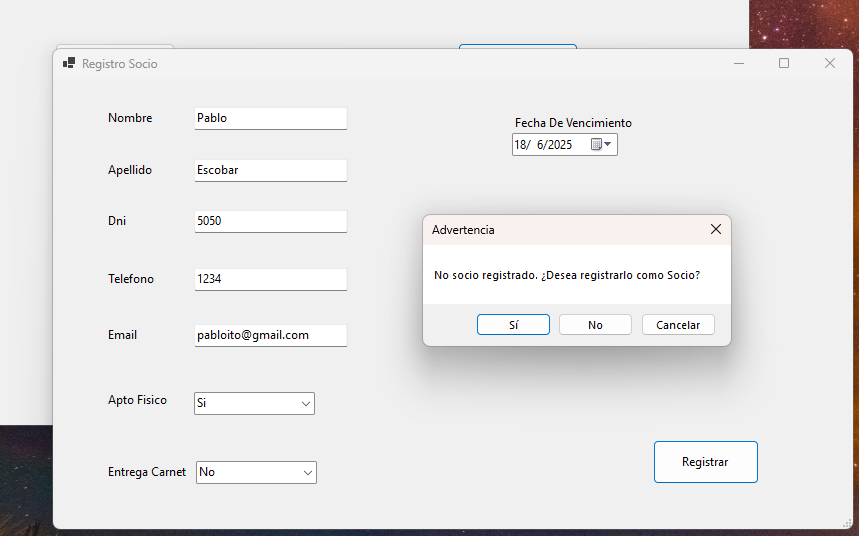 Registro Socio
Nombre
Pablo
Fecha De Vencimiento
18/ 6/2025
Apellido
Escobar
Dni
5050
Advertencia
No socio registrado. ¿Desea registrarlo como Socio?
Sí
No
Cancelar
Telefono
1234
Email
pabloito@gmail.com
Apto Fisico
Si
Entrega Carnet
No
Registrar